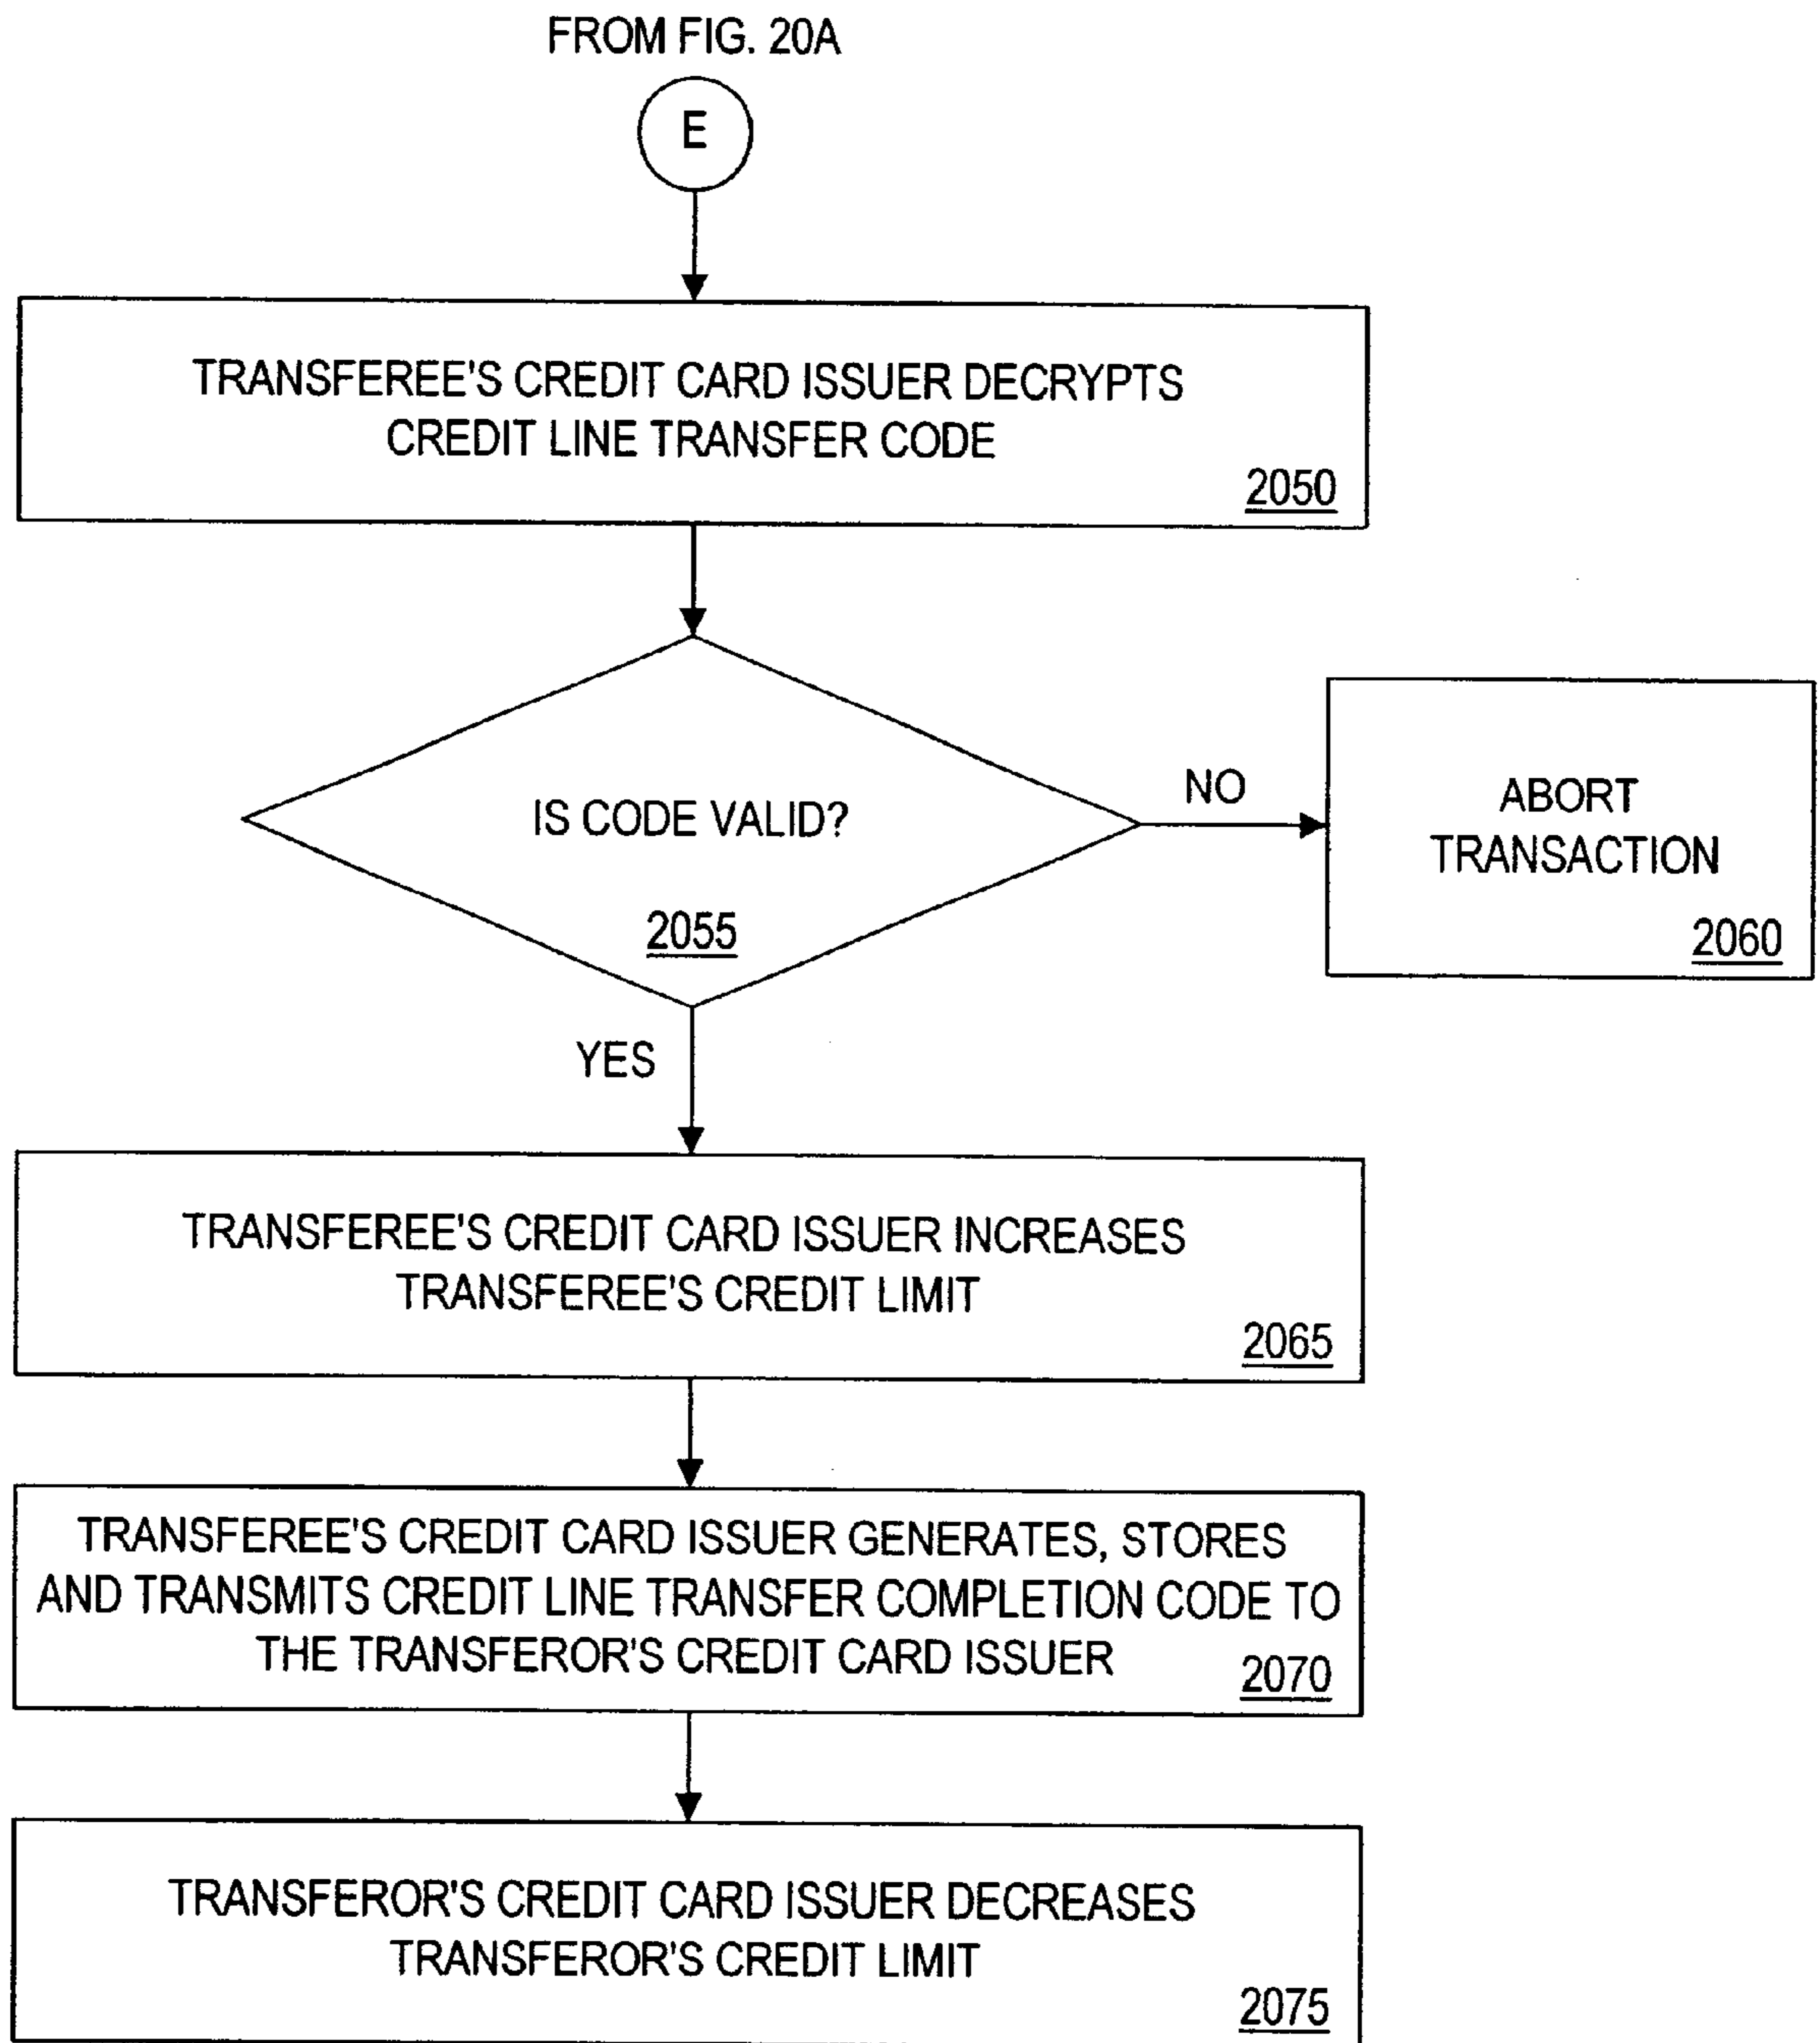 FROM FIG. 20A
E
TRANSFEREE'S CREDIT CARD ISSUER DECRYPTS
CREDIT LINE TRANSFER CODE
2050
IS CODE VALID?
2055
NO
ABORT
TRANSACTION
2060
YES
TRANSFEREE'S CREDIT CARD ISSUER INCREASES
TRANSFEREE'S CREDIT LIMIT
2065
TRANSFEREE'S CREDIT CARD ISSUER GENERATES, STORES
AND TRANSMITS CREDIT LINE TRANSFER COMPLETION CODE TO
THE TRANSFEROR'S CREDIT CARD ISSUER
2070
TRANSFEROR'S CREDIT CARD ISSUER DECREASES
TRANSFEROR'S CREDIT LIMIT
2075